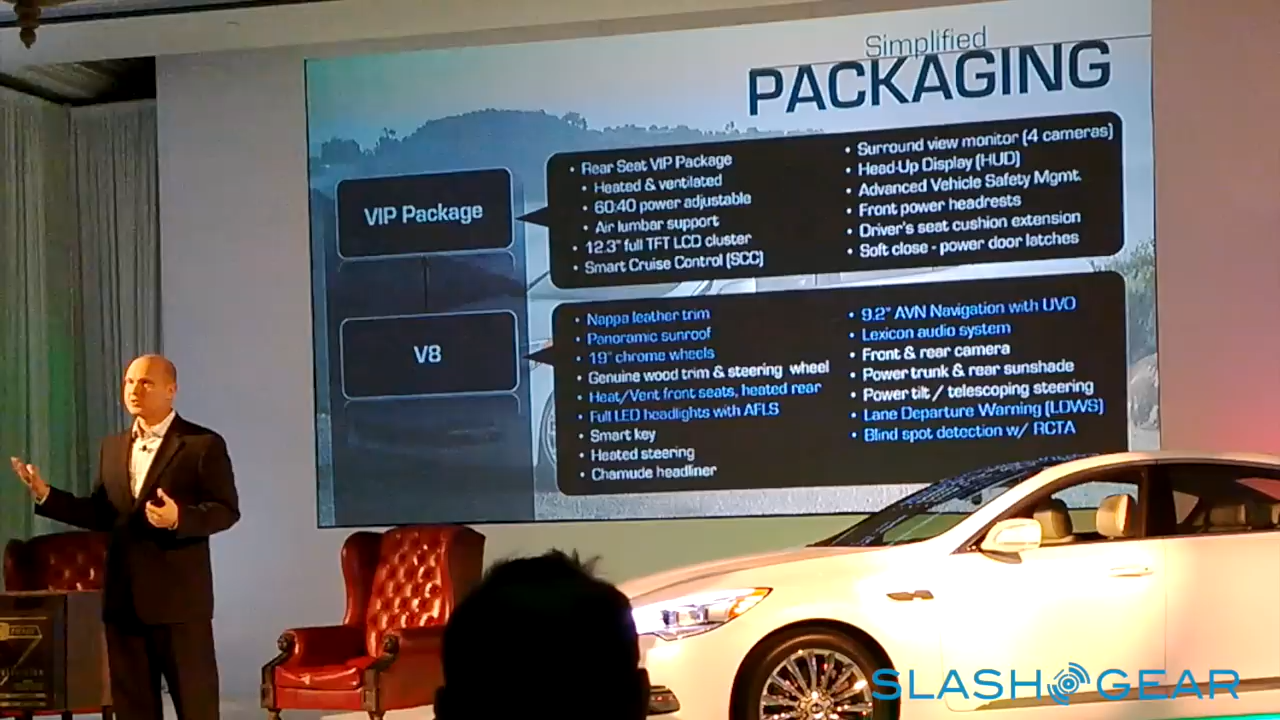 Simplified
PACKAGING
VIP Package
• Rear Seat VIP Package
• Heated & ventilated
• 60:40 power adjustable
• Air lumbar support
• 12.3" full TFT LCD cluster
• Smart Cruise Control (SCC)
• Surround view monitor (4 cameras)
• Head-Up Display (HUD)
• Advanced Vehicle Safety Mgmt.
• Front power headrests
• Driver's seat cushion extension
• Soft close - power door latches
V8
• Nappa leather trim
• Panoramic sunroof
• 19" chrome wheels
• Genuine wood trim & steering wheel
• Heat/Vent front seats, heated rear
• Full LED headlights with AFLS
• Smart key
• Heated steering
• Chamude headliner
• 9.2" AVN Navigation with UVO
• Lexicon audio system
• Front & rear camera
• Power trunk & rear sunshade
• Power tilt / telescoping steering
• Lane Departure Warning (LDWS)
• Blind spot detection w/ RCTA
SLASHGEAR